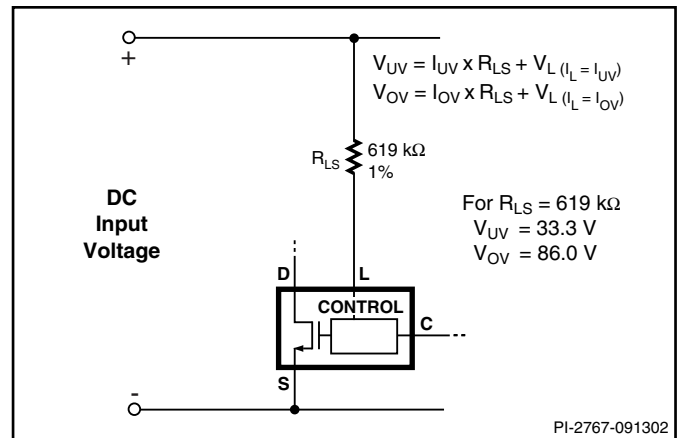 +
V_UV = I_UV x R_LS + V_L (I_L = I_UV)
V_OV = I_OV x R_LS + V_L (I_L = I_OV)
R_LS
619 kΩ
1%
DC
Input
Voltage
For R_LS = 619 kΩ
V_UV = 33.3 V
V_OV = 86.0 V
D
L
CONTROL
C
S
-
PI-2767-091302